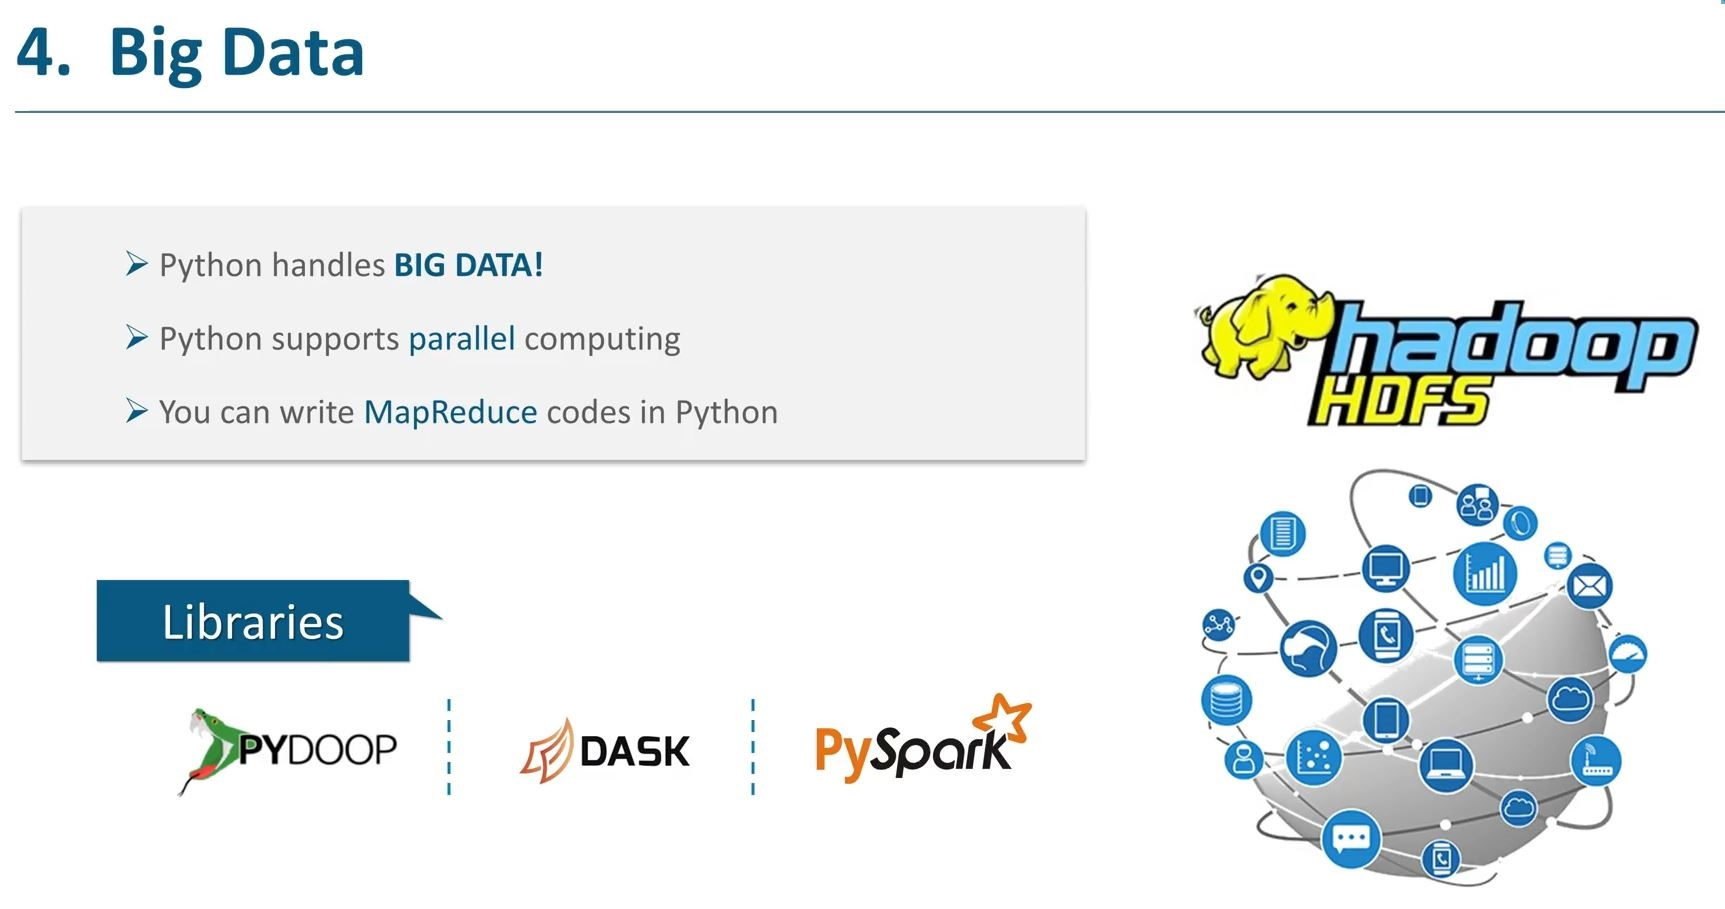 4. Big Data
➢ Python handles BIG DATA!
➢ Python supports parallel computing
➢ You can write MapReduce codes in Python
hadoop
HDFS
Libraries
PYDOOP
DASK
PySpark